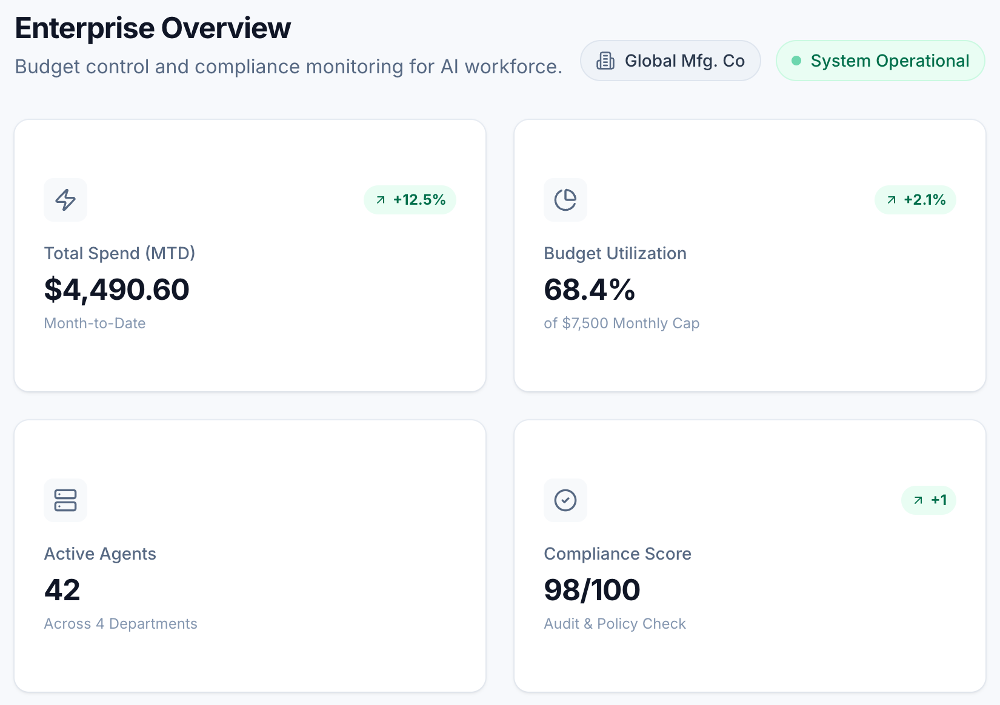 Enterprise Overview
Budget control and compliance monitoring for AI workforce.
Global Mfg. Co
System Operational
+12.5%
Total Spend (MTD)
$4,490.60
Month-to-Date
+2.1%
Budget Utilization
68.4%
of $7,500 Monthly Cap
Active Agents
42
Across 4 Departments
+1
Compliance Score
98/100
Audit & Policy Check